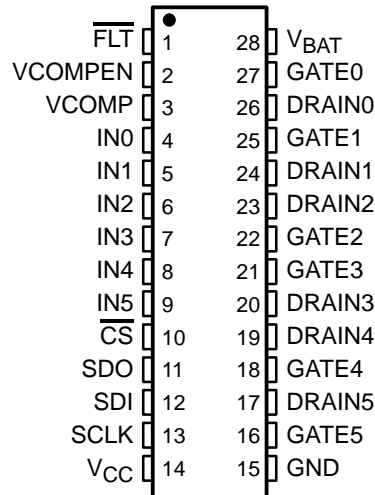 FLT 1 28 VBAT
VCOMPEN 2 27 GATE0
VCOMP 3 26 DRAIN0
IN0 4 25 GATE1
IN1 5 24 DRAIN1
IN2 6 23 DRAIN2
IN3 7 22 GATE2
IN4 8 21 GATE3
IN5 9 20 DRAIN3
CS 10 19 DRAIN4
SDO 11 18 GATE4
SDI 12 17 DRAIN5
SCLK 13 16 GATE5
VCC 14 15 GND